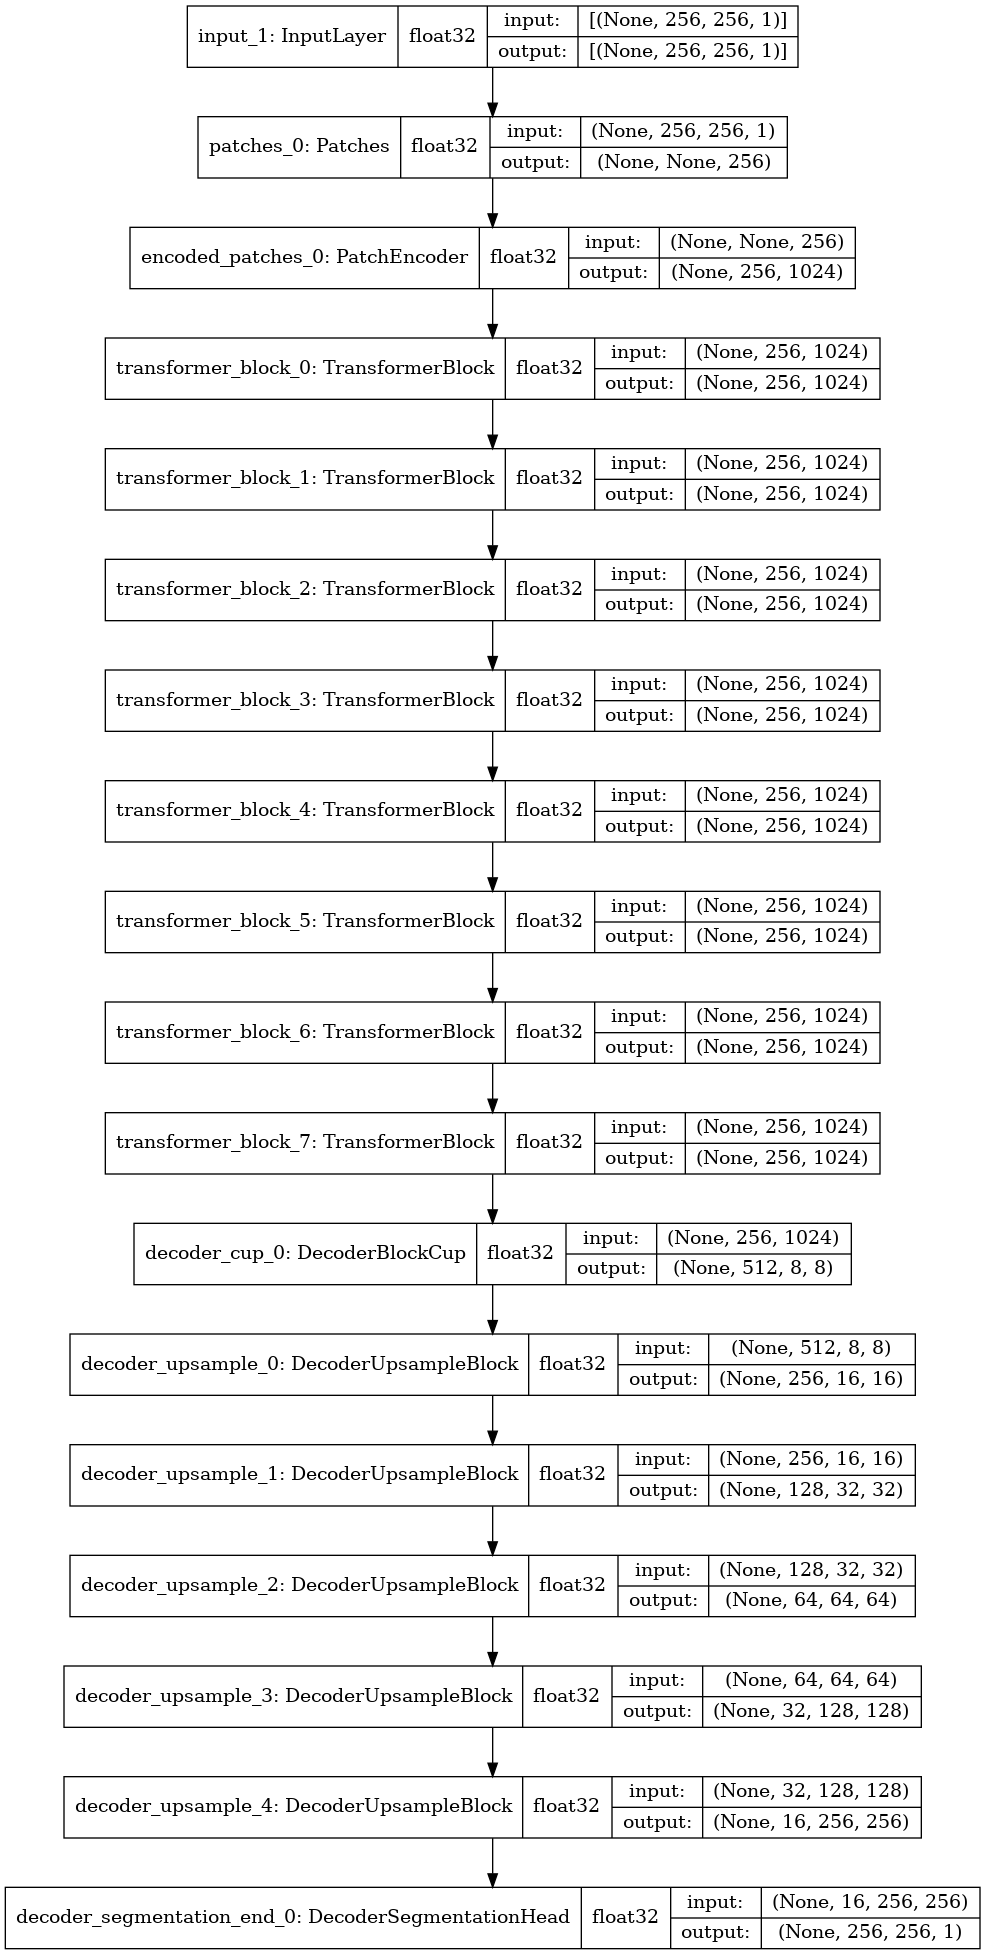 input_1: InputLayer float32 input: [(None, 256, 256, 1)]
output: [(None, 256, 256, 1)]
patches_0: Patches float32 input: (None, 256, 256, 1)
output: (None, None, 256)
encoded_patches_0: PatchEncoder float32 input: (None, None, 256)
output: (None, 256, 1024)
transformer_block_0: TransformerBlock float32 input: (None, 256, 1024)
output: (None, 256, 1024)
transformer_block_1: TransformerBlock float32 input: (None, 256, 1024)
output: (None, 256, 1024)
transformer_block_2: TransformerBlock float32 input: (None, 256, 1024)
output: (None, 256, 1024)
transformer_block_3: TransformerBlock float32 input: (None, 256, 1024)
output: (None, 256, 1024)
transformer_block_4: TransformerBlock float32 input: (None, 256, 1024)
output: (None, 256, 1024)
transformer_block_5: TransformerBlock float32 input: (None, 256, 1024)
output: (None, 256, 1024)
transformer_block_6: TransformerBlock float32 input: (None, 256, 1024)
output: (None, 256, 1024)
transformer_block_7: TransformerBlock float32 input: (None, 256, 1024)
output: (None, 256, 1024)
decoder_cup_0: DecoderBlockCup float32 input: (None, 256, 1024)
output: (None, 512, 8, 8)
decoder_upsample_0: DecoderUpsampleBlock float32 input: (None, 512, 8, 8)
output: (None, 256, 16, 16)
decoder_upsample_1: DecoderUpsampleBlock float32 input: (None, 256, 16, 16)
output: (None, 128, 32, 32)
decoder_upsample_2: DecoderUpsampleBlock float32 input: (None, 128, 32, 32)
output: (None, 64, 64, 64)
decoder_upsample_3: DecoderUpsampleBlock float32 input: (None, 64, 64, 64)
output: (None, 32, 128, 128)
decoder_upsample_4: DecoderUpsampleBlock float32 input: (None, 32, 128, 128)
output: (None, 16, 256, 256)
decoder_segmentation_end_0: DecoderSegmentationHead float32 input: (None, 16, 256, 256)
output: (None, 256, 256, 1)